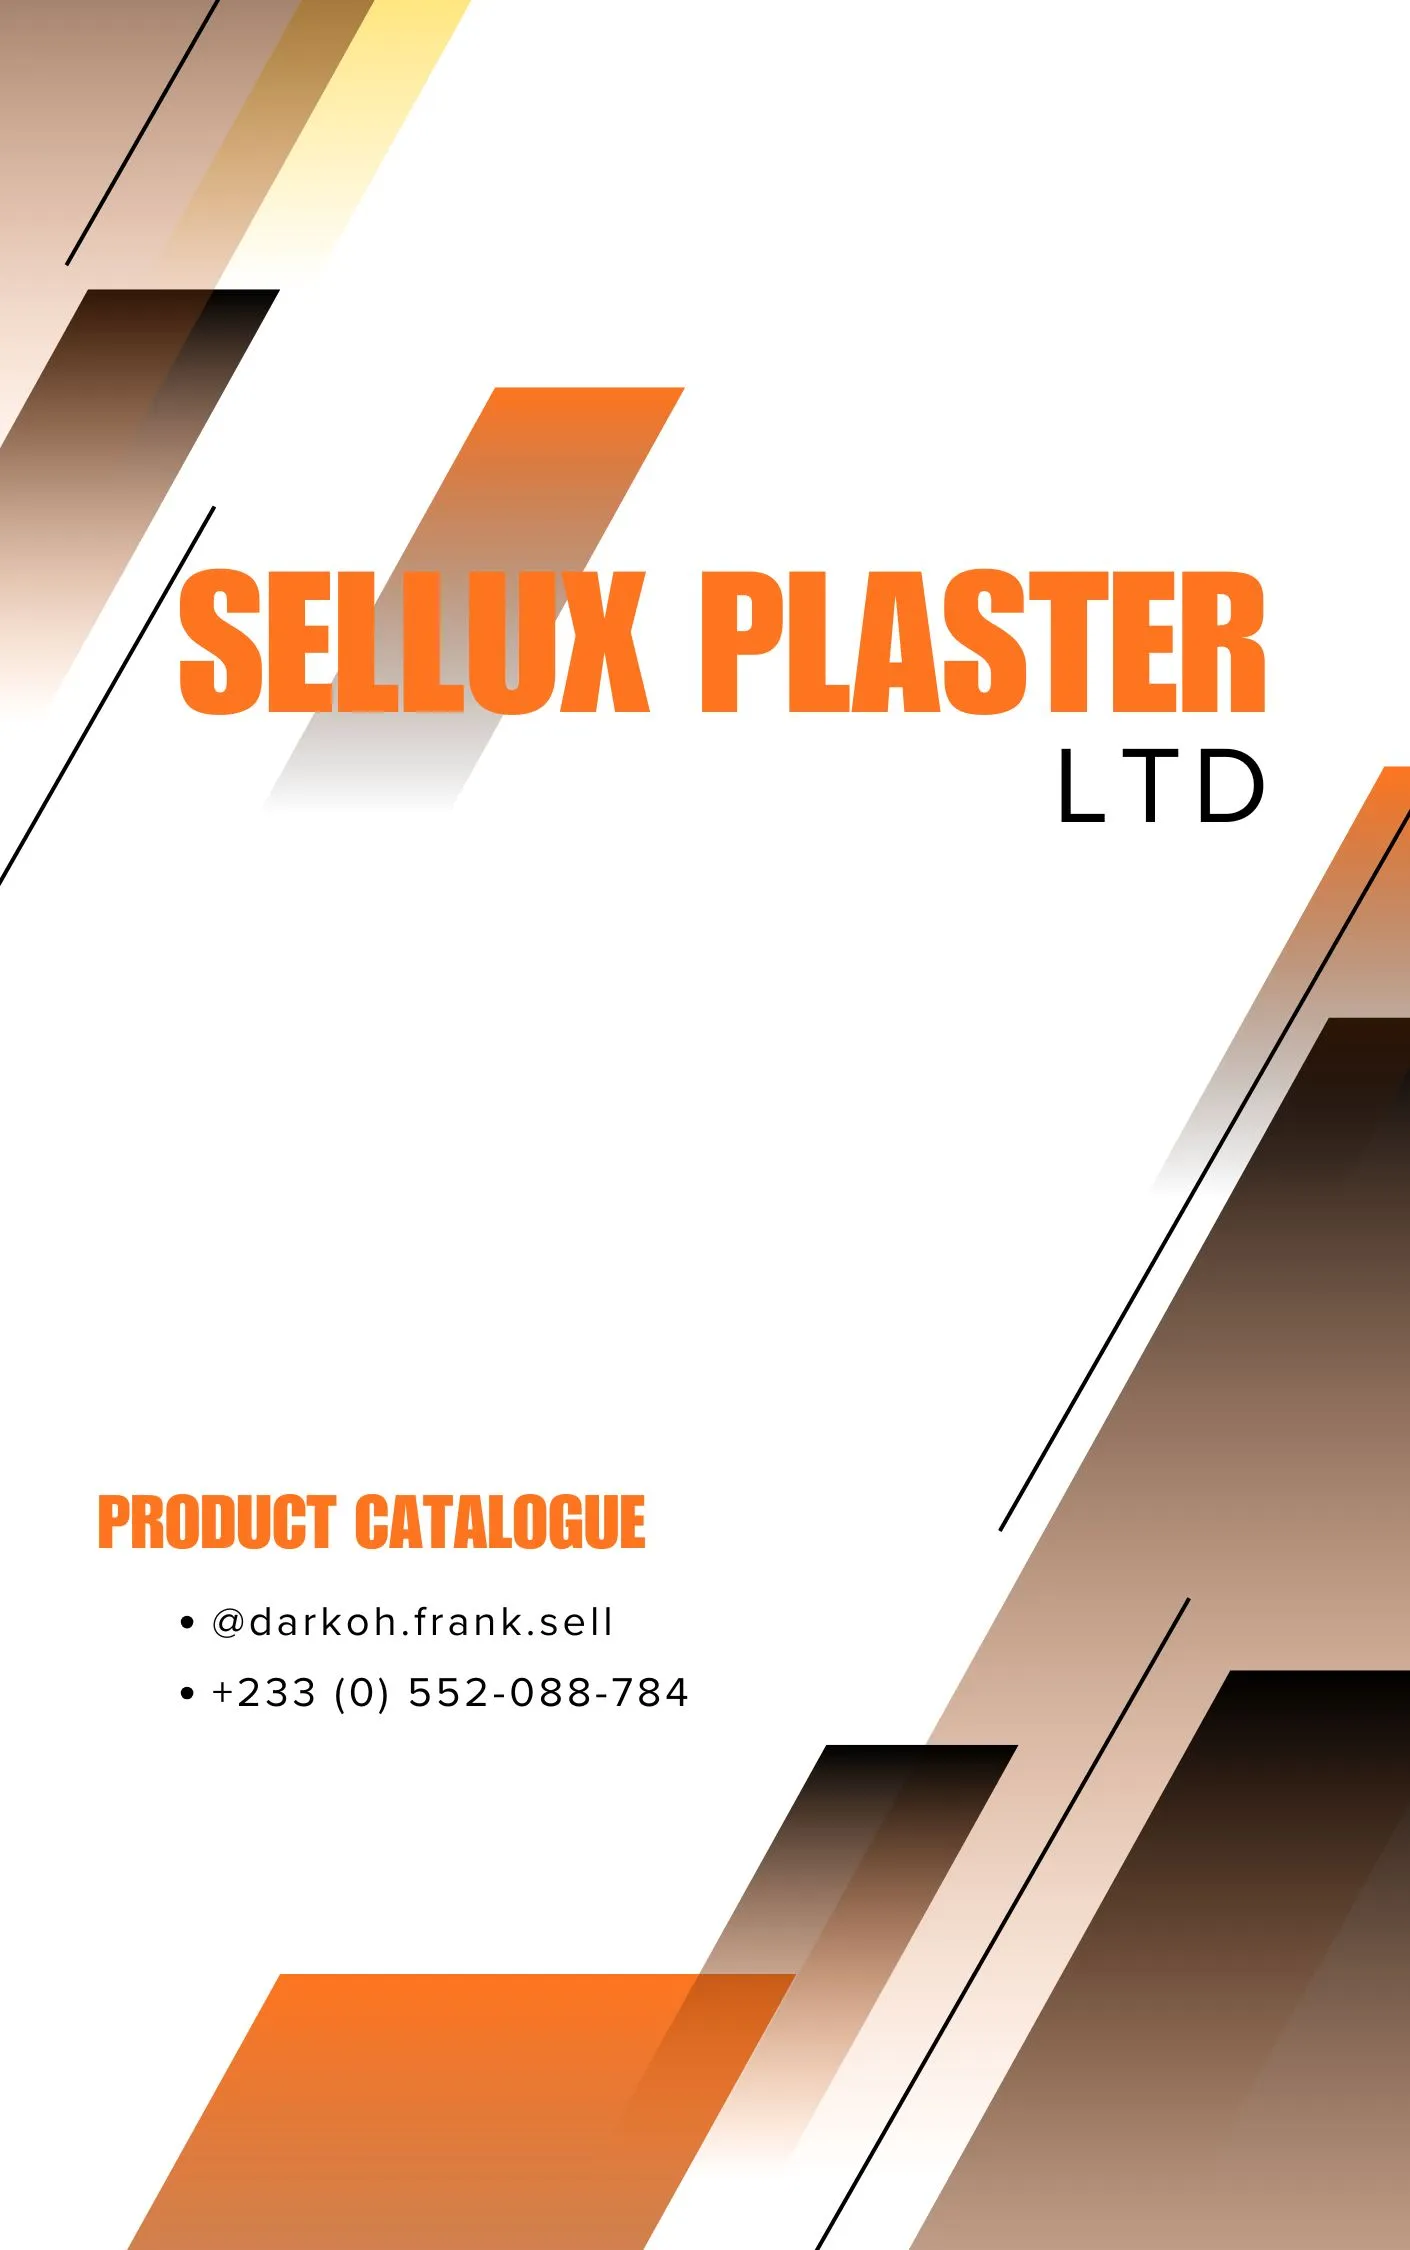 SELLUX PLASTER
LTD
PRODUCT CATALOGUE
• @darkoh.frank.sell
• +233 (0) 552-088-784